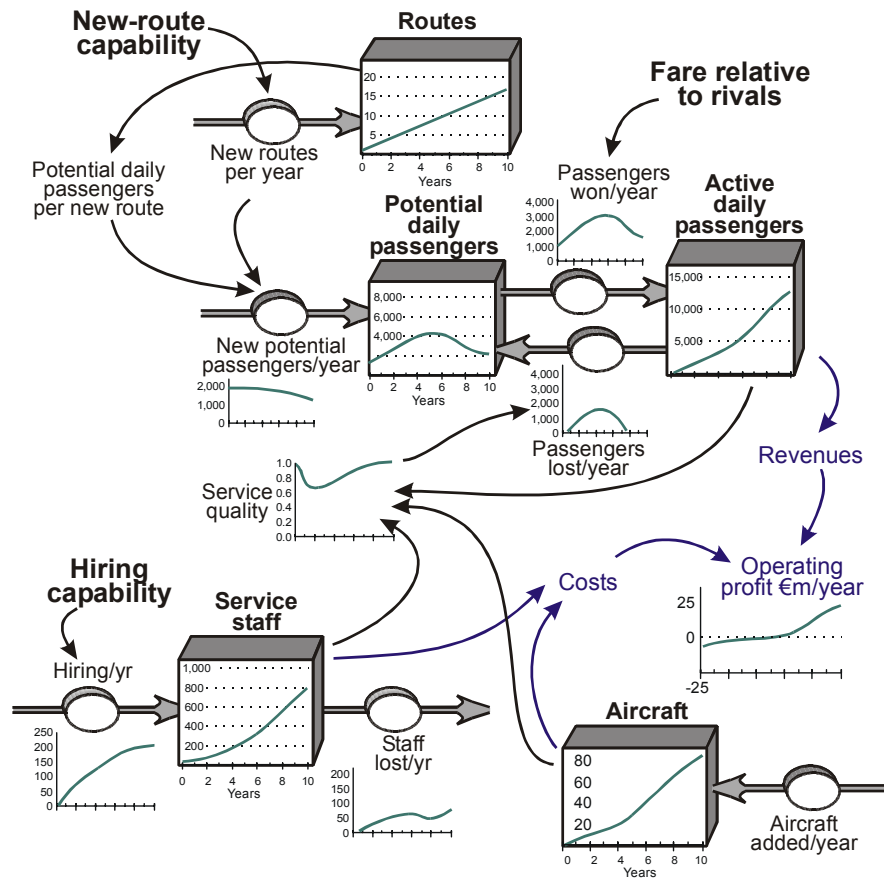 New-route
capability
Routes
20
15
10
5
0 2 4 6 8 10
Years
New routes
per year
Potential daily
passengers
per new route
Fare relative
to rivals
Passengers
won/year
4,000
3,000
2,000
1,000
0
Potential
daily
passengers
8,000
6,000
4,000
2,000
0 2 4 6 8 10
Years
Active
daily
passengers
15,000
10,000
5,000
New potential
passengers/year
2,000
1,000
0
4,000
3,000
2,000
1,000
0
Passengers
lost/year
Revenues
Service
quality
1.0
0.8
0.6
0.4
0.2
0.0
Costs
Operating
profit €m/year
25
0
-25
Hiring
capability
Hiring/yr
250
200
150
100
50
0
Service
staff
1,000
800
600
400
200
0 2 4 6 8 10
Years
Staff
lost/yr
200
150
100
50
0
Aircraft
80
60
40
20
0 2 4 6 8 10
Years
Aircraft
added/year